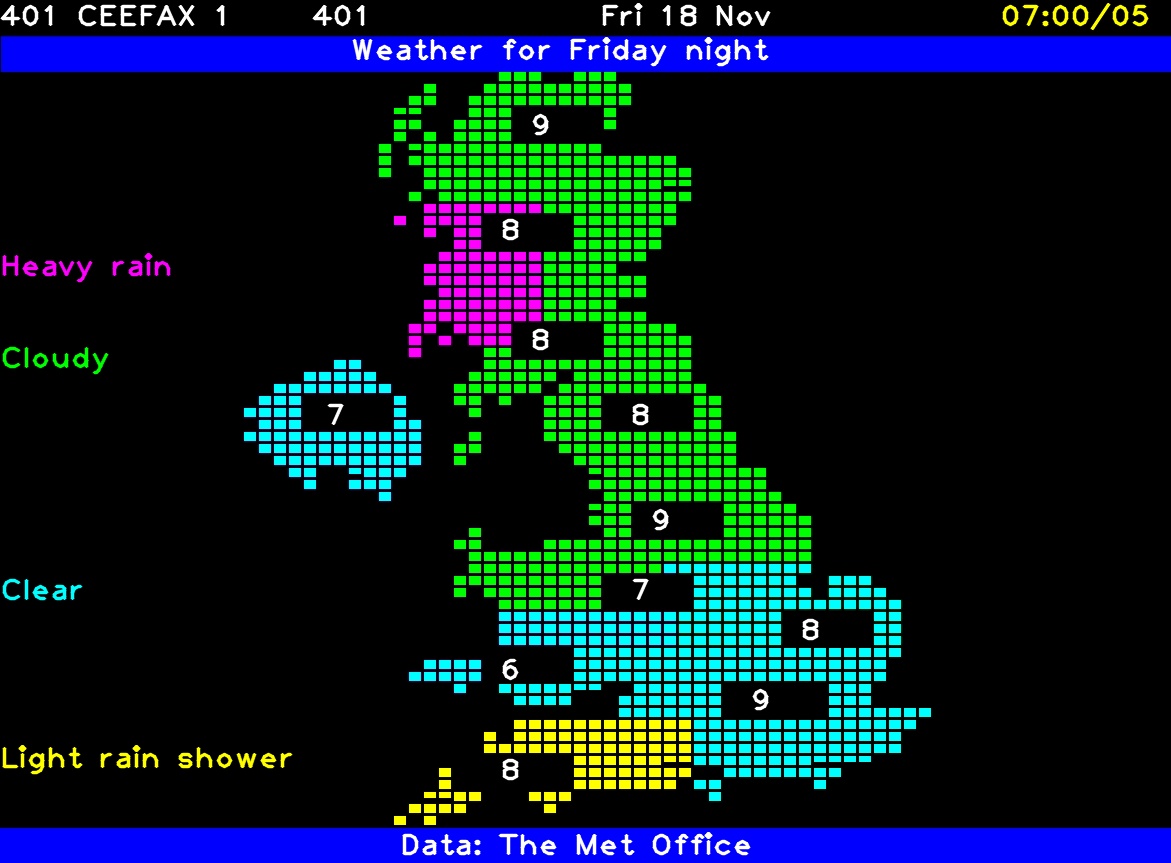 401 CEEFAX 1 401 Fri 18 Nov 07:00/05
Weather for Friday night
9
8
Heavy rain
8
Cloudy
7 8
9
Clear 7
8
6
9
Light rain shower
8
Data: The Met Office